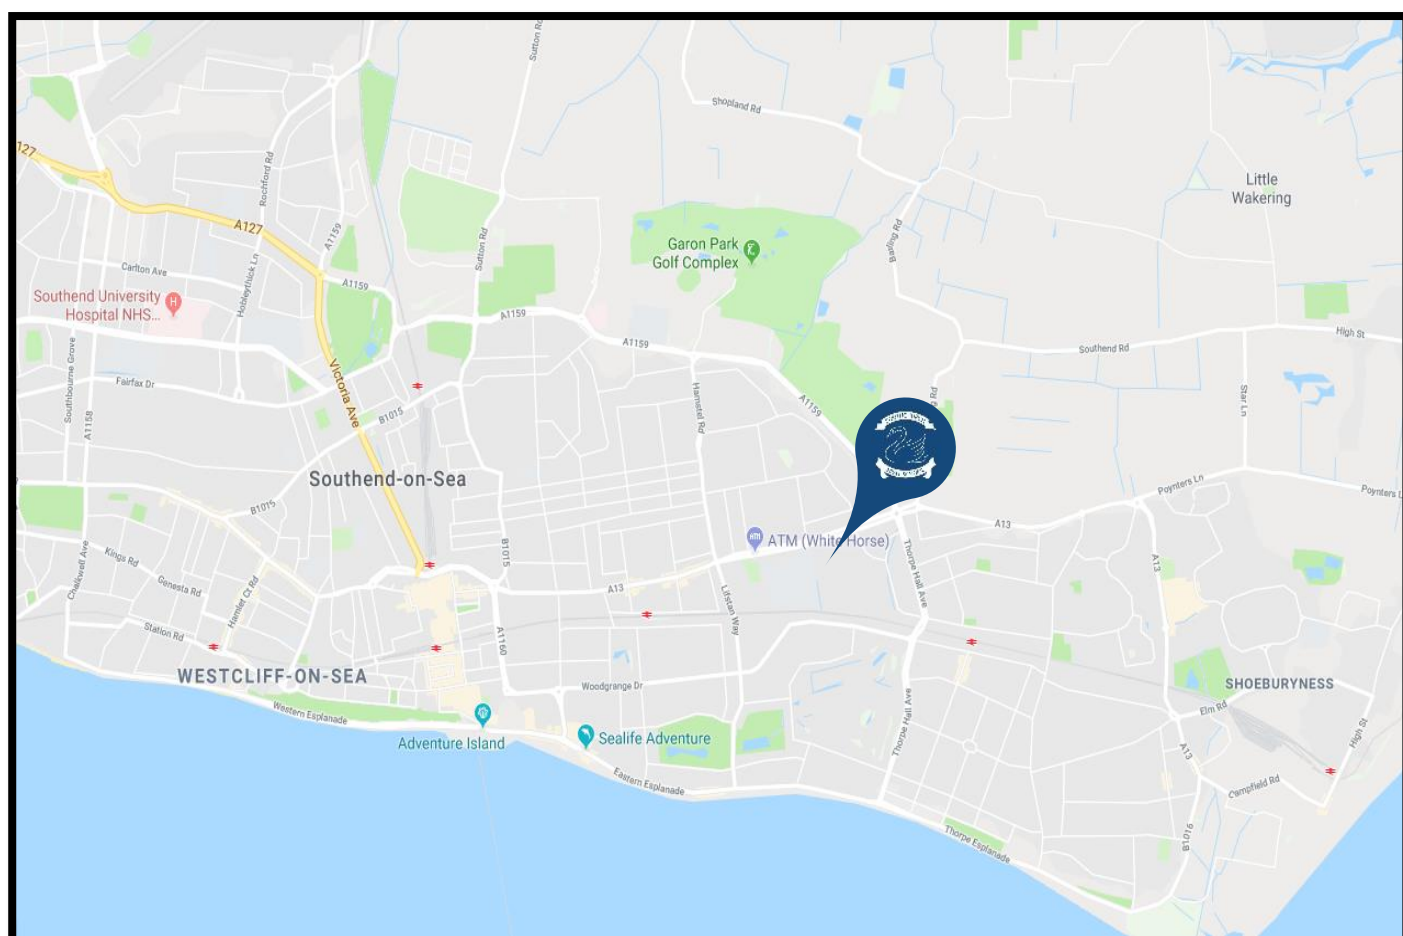 Sutton Rd
Shopland Rd
127
Rochford Rd
Little
Wakering
A127
A1159
Sutton Rd
Barling Rd
Garon Park
Golf Complex
Carlton Ave
Hobleythick Ln
A1159
Southend University
Hospital NHS...
A1159
A1159
High St
Southend Rd
Southbourne Grove
Fairfax Dr
Victoria Ave
Hamstel Rd
Star Ln
A1158
B1015
A1159
Rd
Southend-on-Sea
Poynters Ln
Poynters L
B1015
A13
B1015
ATM (White Horse)
Kings Rd
Chalkwell Ave
Genesta Rd
Hamlet Ct Rd
A13
Lifstan Way
Thorpe Hall Ave
A13
Station Rd
A1160
WESTCLIFF-ON-SEA
Woodgrange Dr
SHOEBURYNESS
Elm Rd
Western Esplanade
Thorpe Hall Ave
High St
Adventure Island
Sealife Adventure
A13
Eastern Esplanade
Campfield Rd
Thorpe Esplanade
B1016